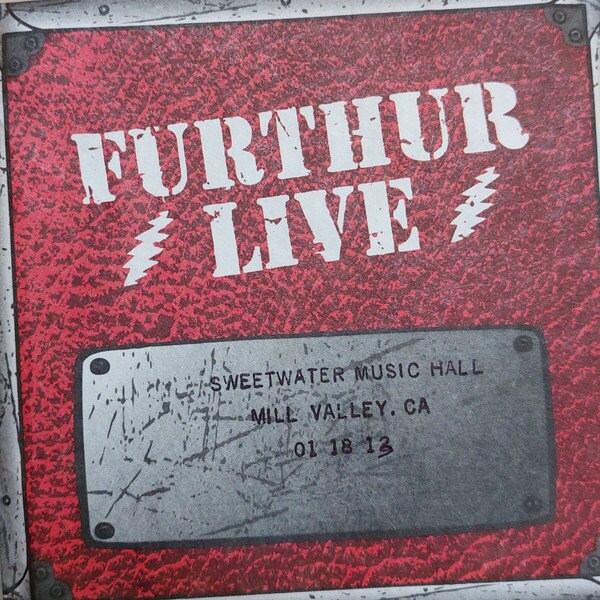 FURTHUR
LIVE
SWEETWATER MUSIC HALL
MILL VALLEY, CA
01 18 13